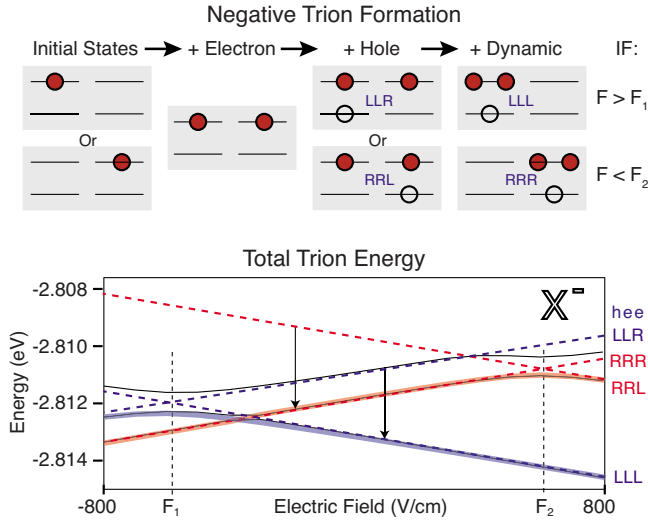 Negative Trion Formation
Initial States + Electron + Hole + Dynamic IF:
LLR LLL F > F1
Or Or
RRL RRR F < F2
Total Trion Energy
-2.808
-2.810
-2.812
-2.814
Energy (eV)
X-
hee
LLR
RRR
RRL
LLL
-800 F1 Electric Field (V/cm) F2 800